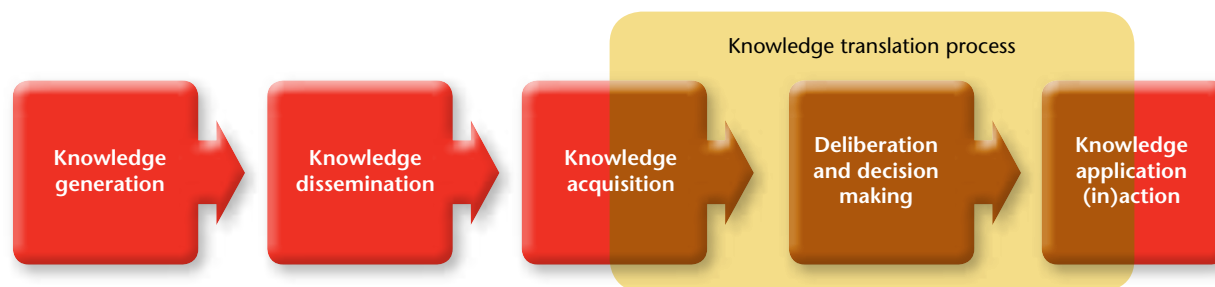 Knowledge translation process
Knowledge
generation
Knowledge
dissemination
Knowledge
acquisition
Deliberation
and decision
making
Knowledge
application
(in)action